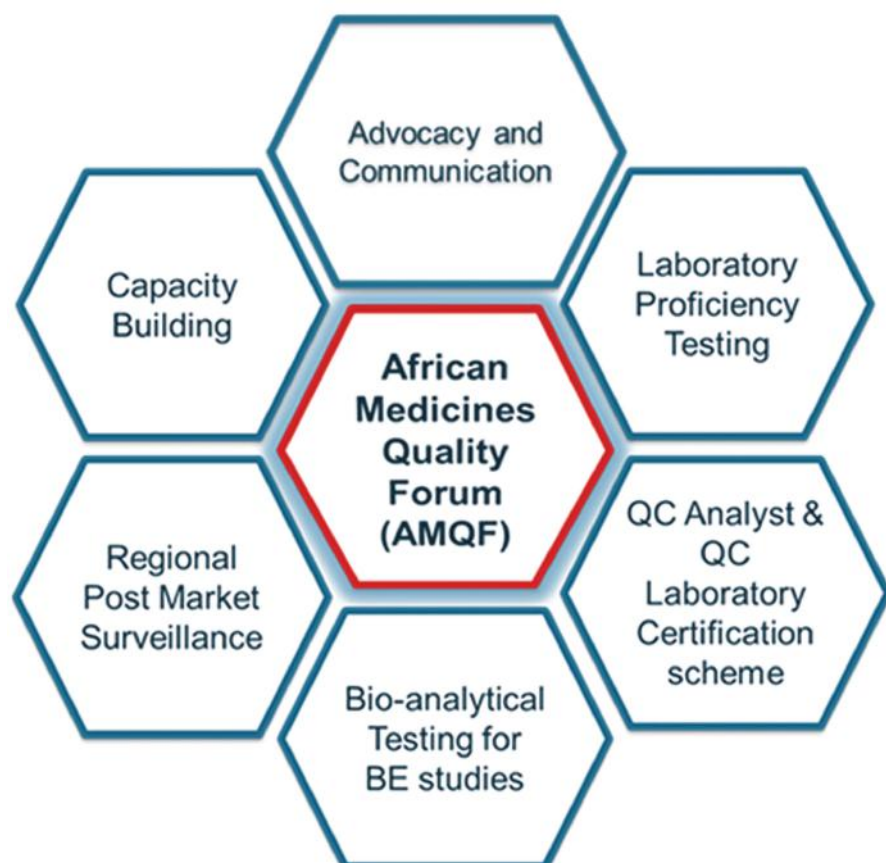 Advocacy and
Communication
Laboratory
Proficiency
Testing
QC Analyst &
QC
Laboratory
Certification
scheme
Bio-analytical
Testing for
BE studies
Regional
Post Market
Surveillance
Capacity
Building
African
Medicines
Quality
Forum
(AMQF)